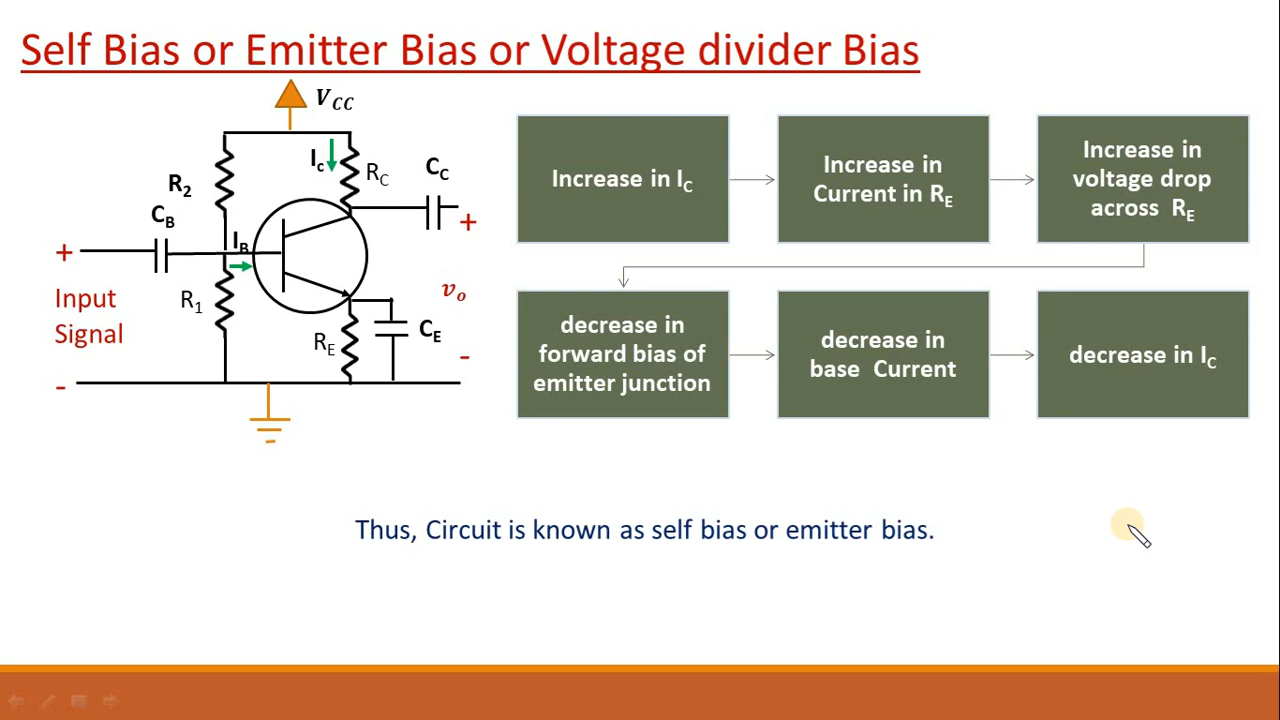 Self Bias or Emitter Bias or Voltage divider Bias
V_CC
I_c
R_C
C_C
R_2
C_B
+
I_B
+
Input
Signal
R_1
v_o
R_E
C_E
-
-
Increase in I_C
Increase in
Current in R_E
Increase in
voltage drop
across R_E
decrease in
forward bias of
emitter junction
decrease in
base Current
decrease in I_C
Thus, Circuit is known as self bias or emitter bias.